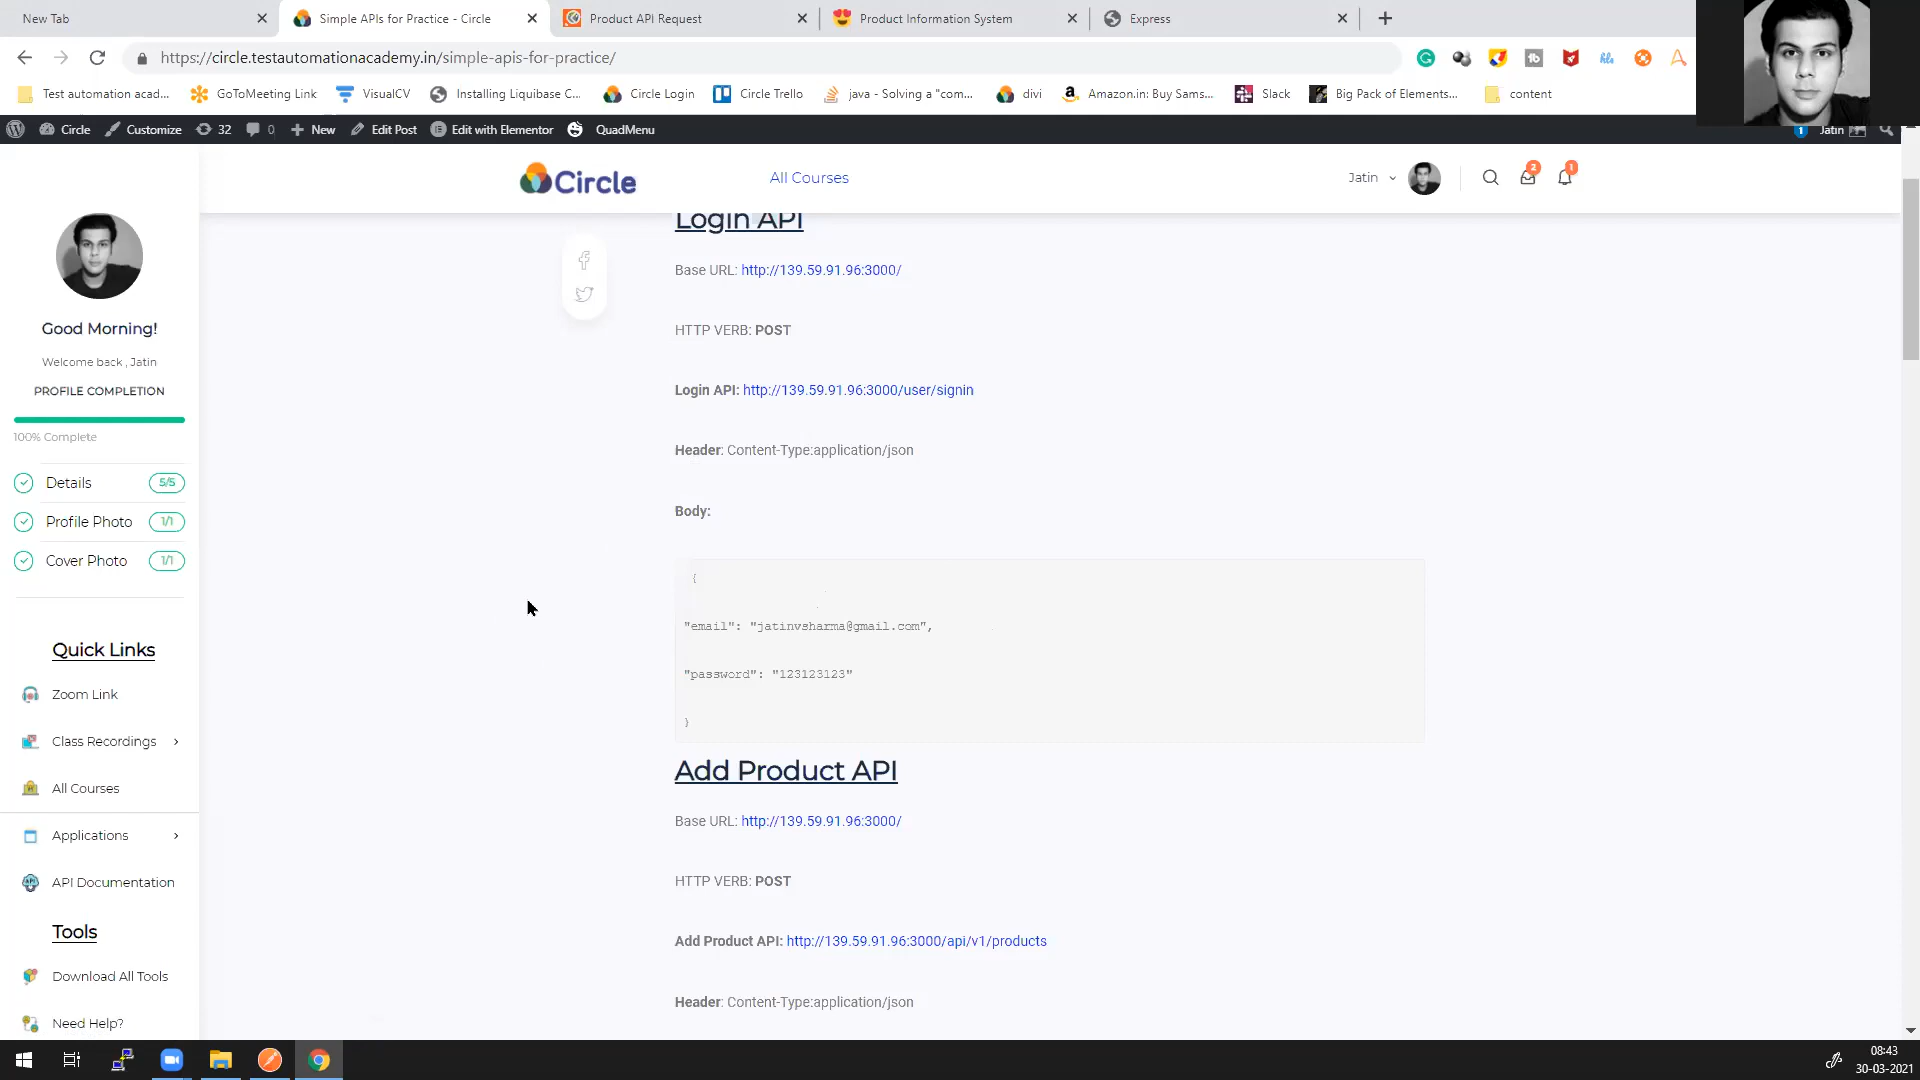 New Tab
Simple APIs for Practice - Circle
Product API Request
Product Information System
Express
https://circle.testautomationacademy.in/simple-apis-for-practice/
Test automation acad...
GoToMeeting Link
VisualCV
Installing Liquibase C...
Circle Login
Circle Trello
java - Solving a "com...
divi
Amazon.in: Buy Sams...
Slack
Big Pack of Elements...
content
Circle
Customize
32
0
New
Edit Post
Edit with Elementor
QuadMenu
1
Jatin
Circle
All Courses
Jatin
2
1
Good Morning!
Welcome back , Jatin
PROFILE COMPLETION
100% Complete
Details 5/5
Profile Photo 1/1
Cover Photo 1/1
Quick Links
Zoom Link
Class Recordings
All Courses
Applications
API Documentation
Tools
Download All Tools
Need Help?
Login API
Base URL: http://139.59.91.96:3000/
HTTP VERB: POST
Login API: http://139.59.91.96:3000/user/signin
Header: Content-Type:application/json
Body:
{
"email": "jatinvsharma@gmail.com",
"password": "123123123"
}
Add Product API
Base URL: http://139.59.91.96:3000/
HTTP VERB: POST
Add Product API: http://139.59.91.96:3000/api/v1/products
Header: Content-Type:application/json
08:43
30-03-2021